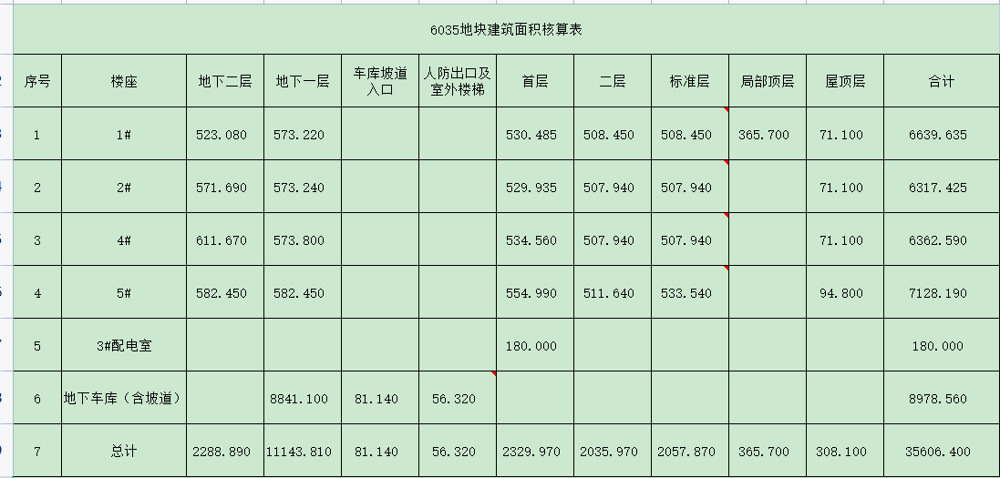 6035地块建筑面积核算表
序号 楼座 地下二层 地下一层 车库坡道入口 人防出口及室外楼梯 首层 二层 标准层 局部顶层 屋顶层 合计
1 1# 523.080 573.220 530.485 508.450 508.450 365.700 71.100 6639.635
2 2# 571.690 573.240 529.935 507.940 507.940 71.100 6317.425
3 4# 611.670 573.800 534.560 507.940 507.940 71.100 6362.590
4 5# 582.450 582.450 554.990 511.640 533.540 94.800 7128.190
5 3#配电室 180.000 180.000
6 地下车库（含坡道） 8841.100 81.140 56.320 8978.560
7 总计 2288.890 11143.810 81.140 56.320 2329.970 2035.970 2057.870 365.700 308.100 35606.400